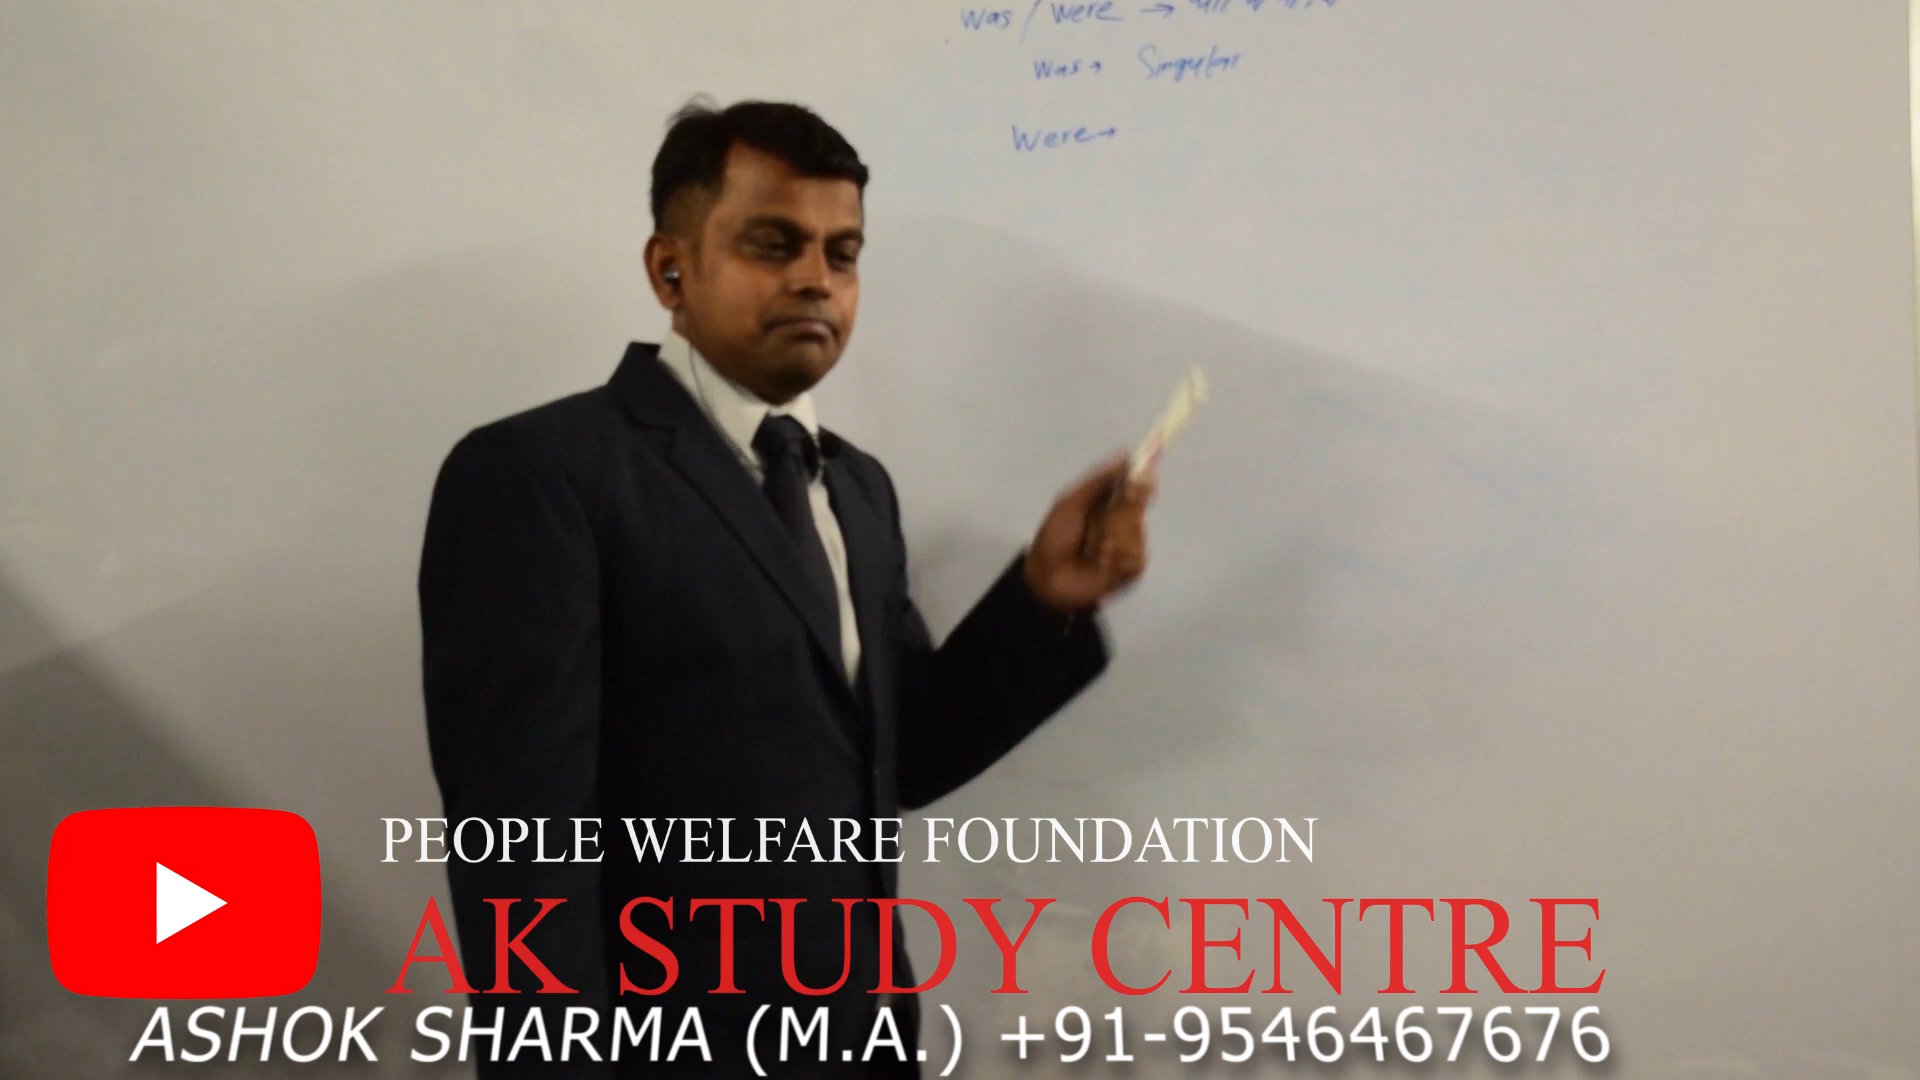 Was / Were →
Was → Singular
Were →
PEOPLE WELFARE FOUNDATION
AK STUDY CENTRE
ASHOK SHARMA (M.A.) +91-9546467676